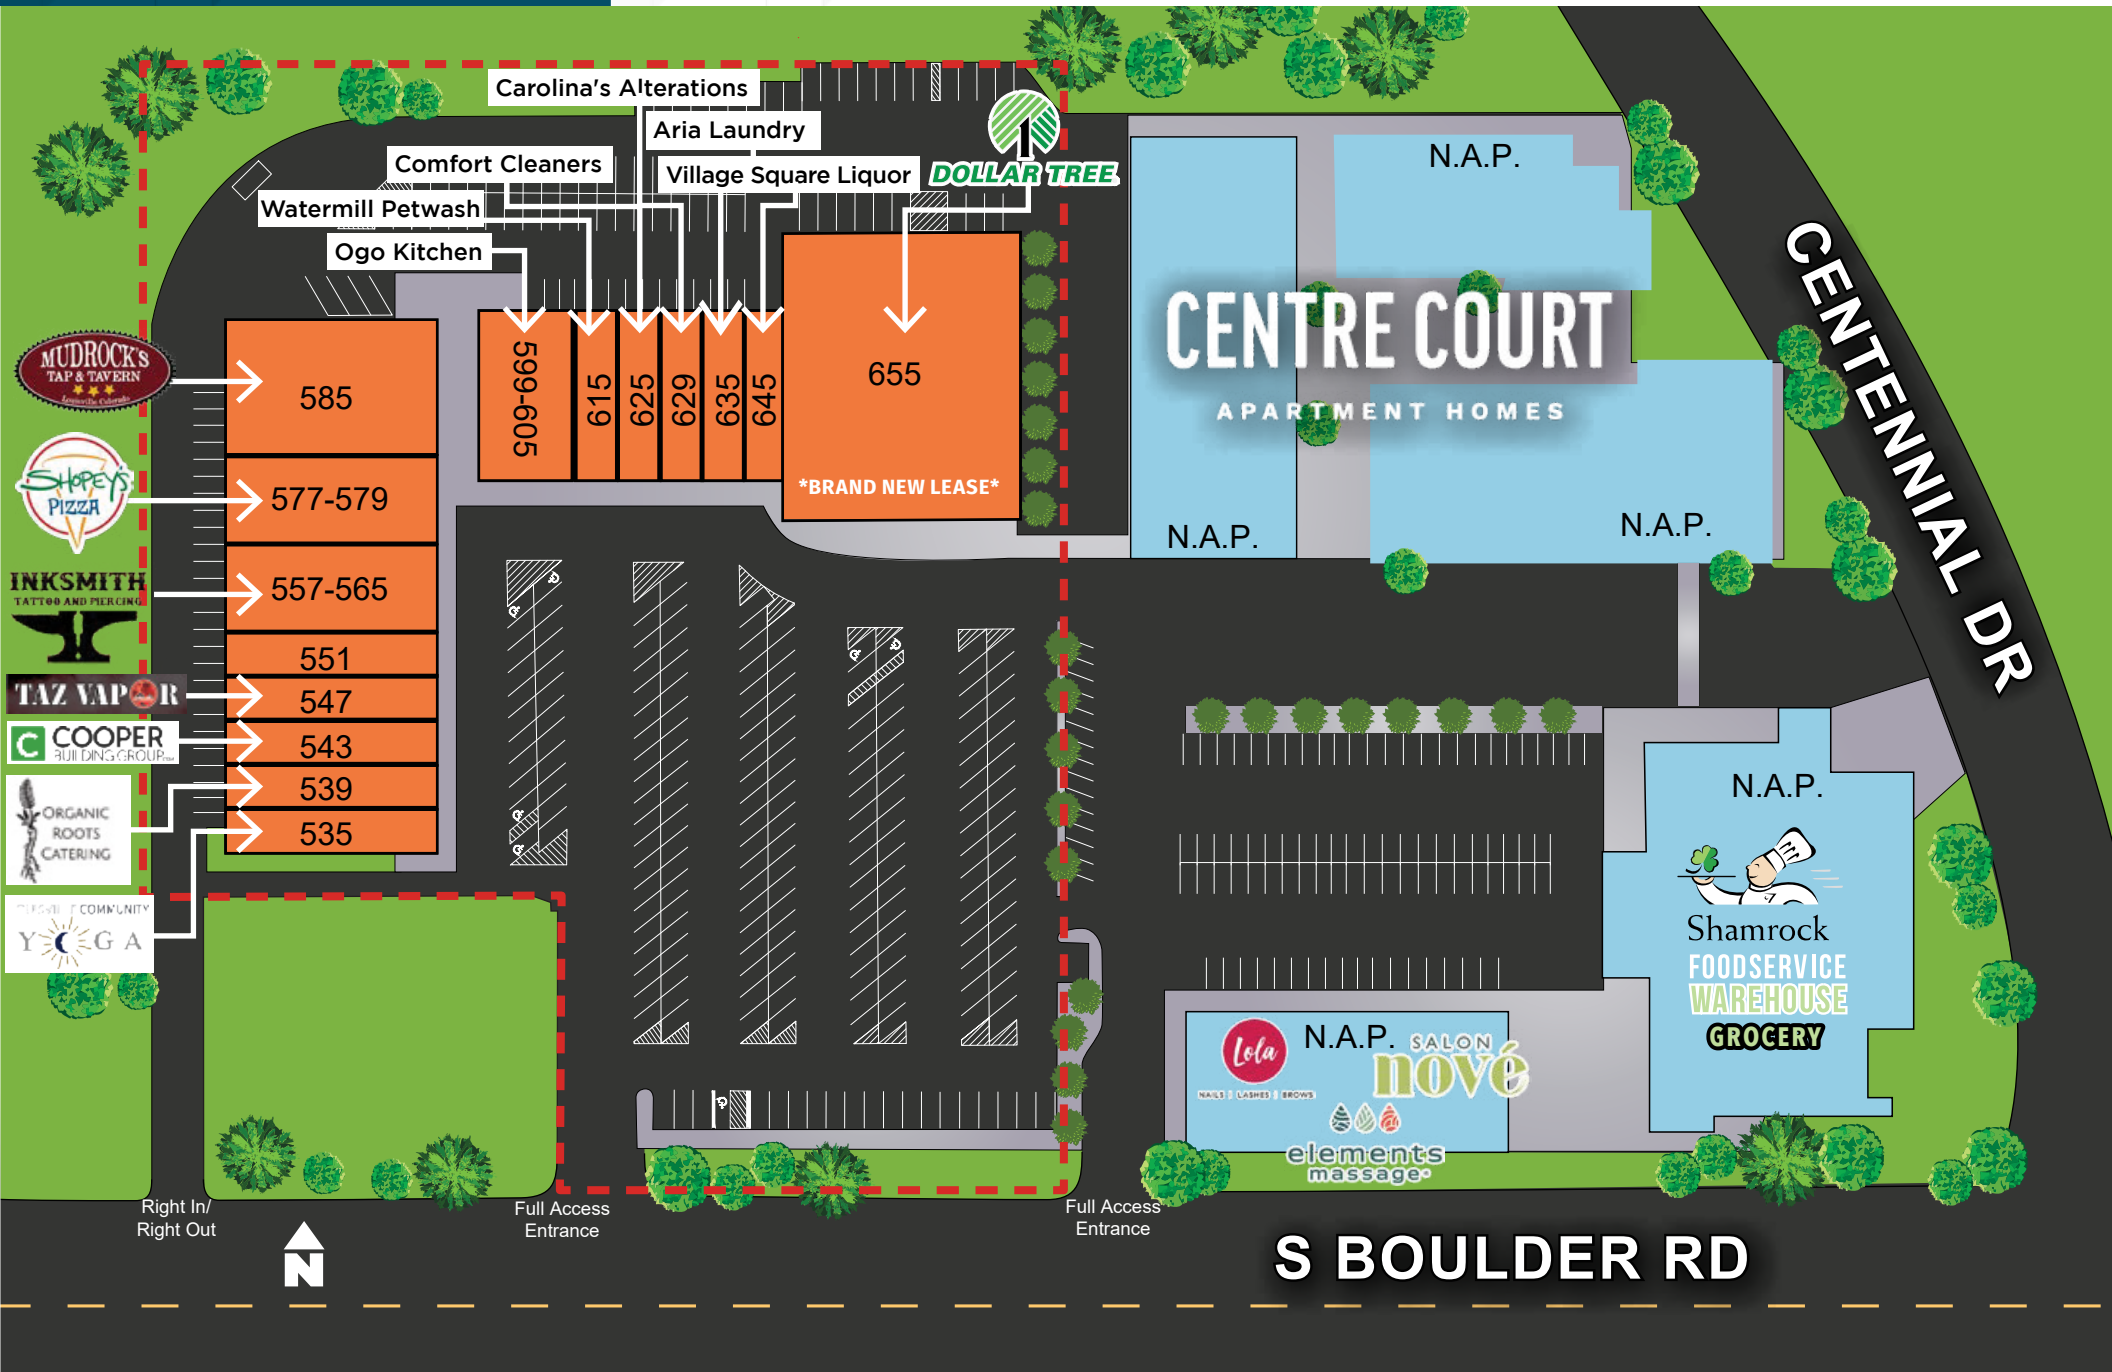 Carolina's Alterations
Aria Laundry
Comfort Cleaners
Village Square Liquor
DOLLAR TREE
Watermill Petwash
Ogo Kitchen
N.A.P.
CENTENNIAL DR
MUDROCK'S
TAP & TAVERN
Louisville Colorado
585
599-605
615
625
629
635
645
655
*BRAND NEW LEASE*
CENTRE COURT
APARTMENT HOMES
N.A.P.
N.A.P.
SHOPEY'S
PIZZA
577-579
INKSMITH
TATTOO AND PIERCING
557-565
551
TAZ VAPOR
547
C COOPER
BUILDING GROUP
543
539
ORGANIC
ROOTS
CATERING
535
COMMUNITY
YOGA
N.A.P.
Shamrock
FOODSERVICE
WAREHOUSE
GROCERY
N.A.P.
Lola
NAILS | LASHES | BROWS
SALON
nové
elements
massage
Right In/
Right Out
Full Access
Entrance
Full Access
Entrance
N
S BOULDER RD